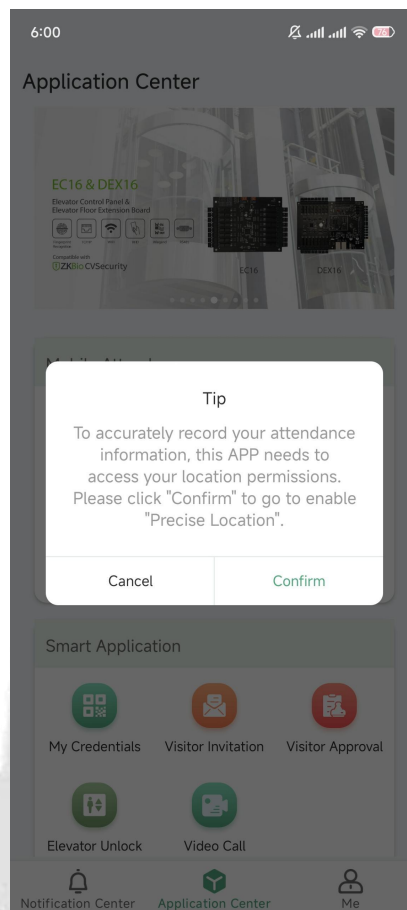 6:00
76
Application Center
EC16 & DEX16
Elevator Control Panel &
Elevator Floor Extension Board
Compatible with
ZKBio CVSecurity
EC16
DEX16
Tip
To accurately record your attendance
information, this APP needs to
access your location permissions.
Please click "Confirm" to go to enable
"Precise Location".
Cancel
Confirm
Smart Application
My Credentials
Visitor Invitation
Visitor Approval
Elevator Unlock
Video Call
Notification Center
Application Center
Me